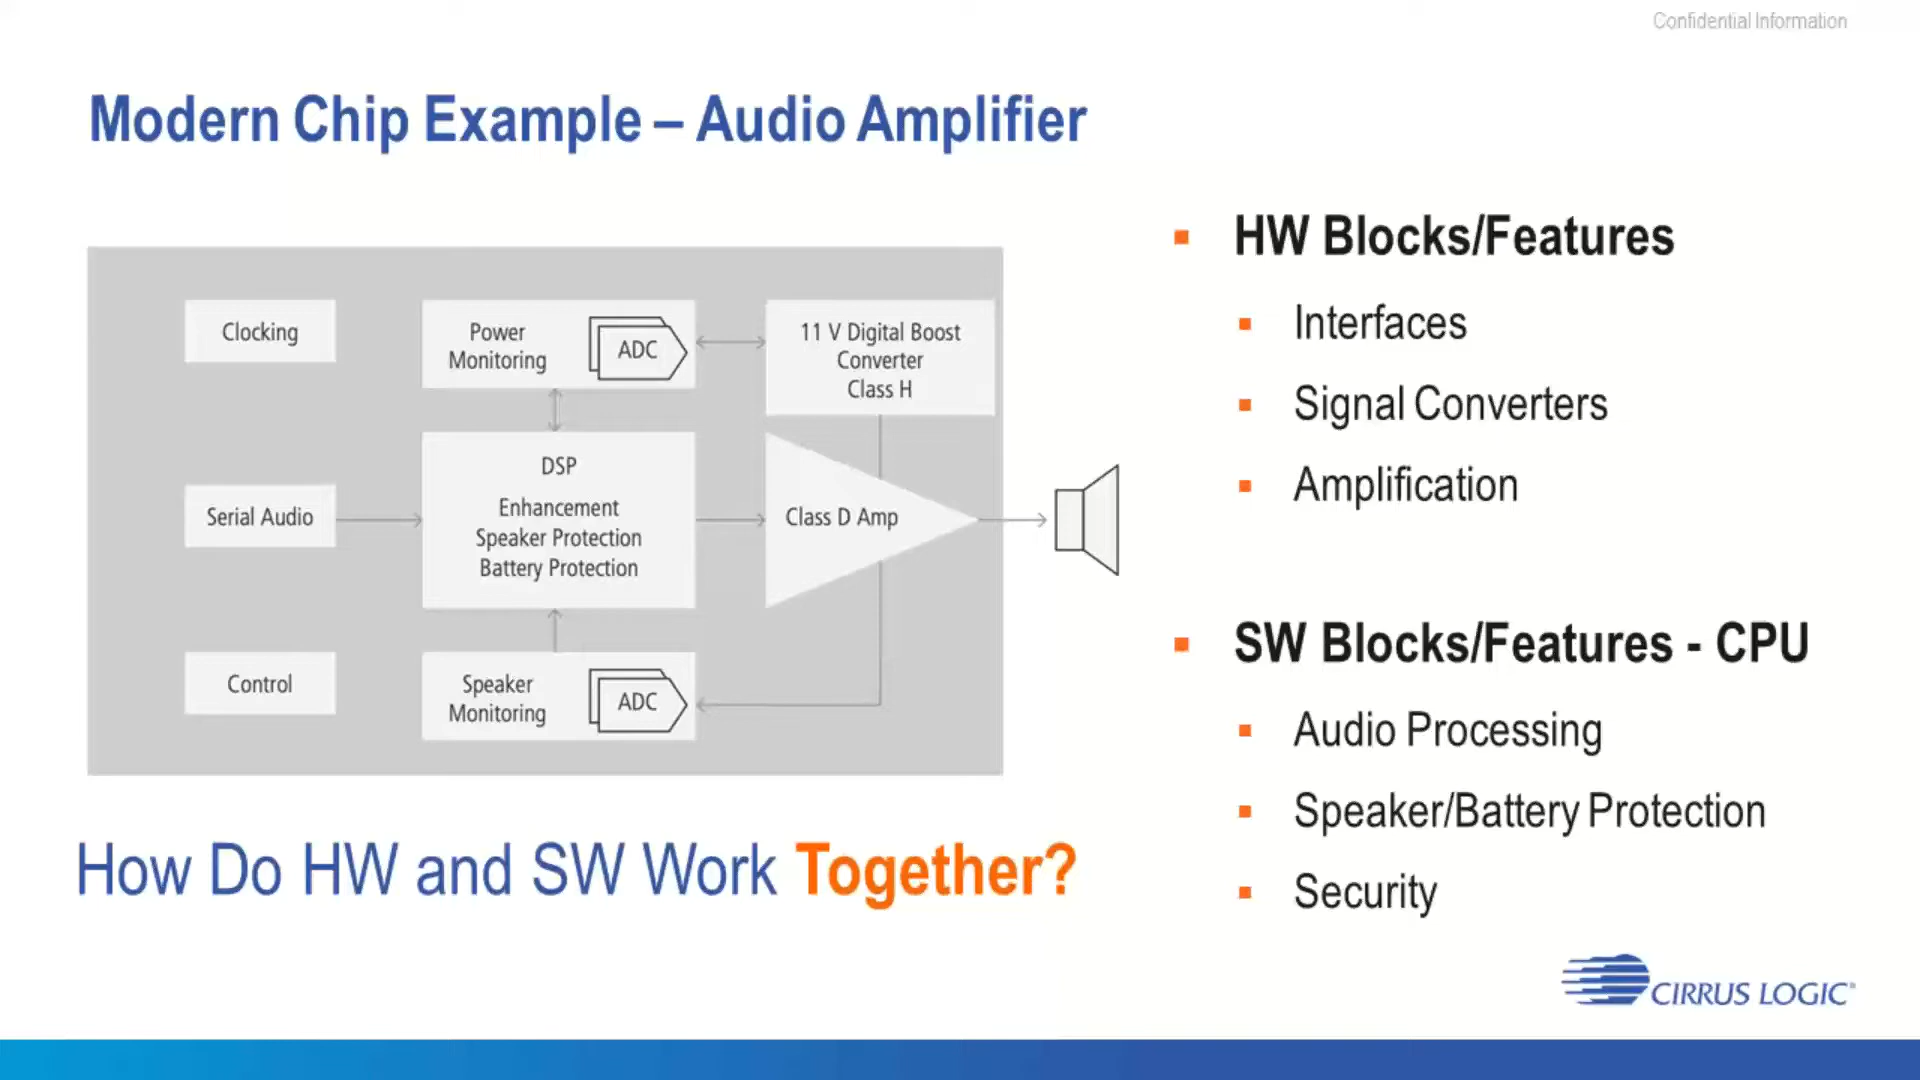 Confidential Information
Modern Chip Example – Audio Amplifier
Clocking
Power
Monitoring
ADC
11 V Digital Boost
Converter
Class H
Serial Audio
DSP
Enhancement
Speaker Protection
Battery Protection
Class D Amp
Control
Speaker
Monitoring
ADC
How Do HW and SW Work Together?
HW Blocks/Features
Interfaces
Signal Converters
Amplification
SW Blocks/Features - CPU
Audio Processing
Speaker/Battery Protection
Security
CIRRUS LOGIC®